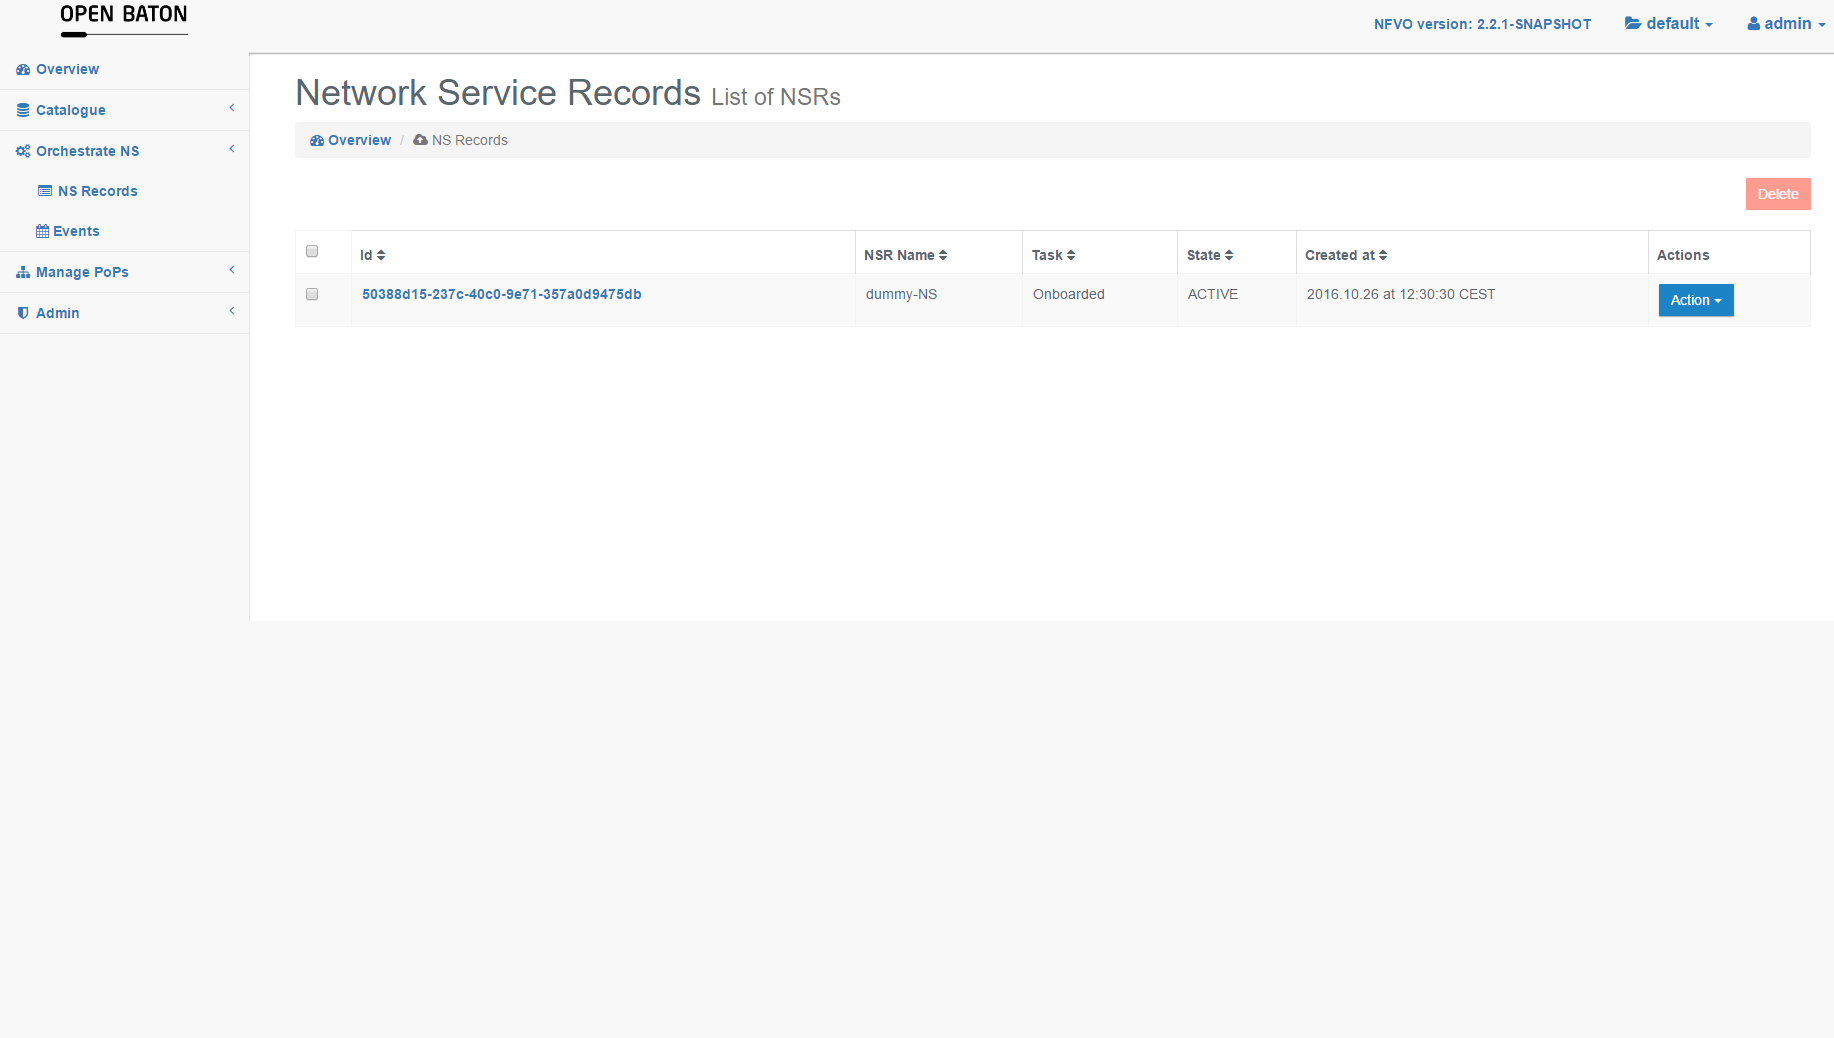 OPEN BATON
NFVO version: 2.2.1-SNAPSHOT default admin
Overview
Catalogue
Orchestrate NS
NS Records
Events
Manage PoPs
Admin
Network Service Records List of NSRs
Overview / NS Records
Delete
Id NSR Name Task State Created at Actions
50388d15-237c-40c0-9e71-357a0d9475db dummy-NS Onboarded ACTIVE 2016.10.26 at 12:30:30 CEST Action